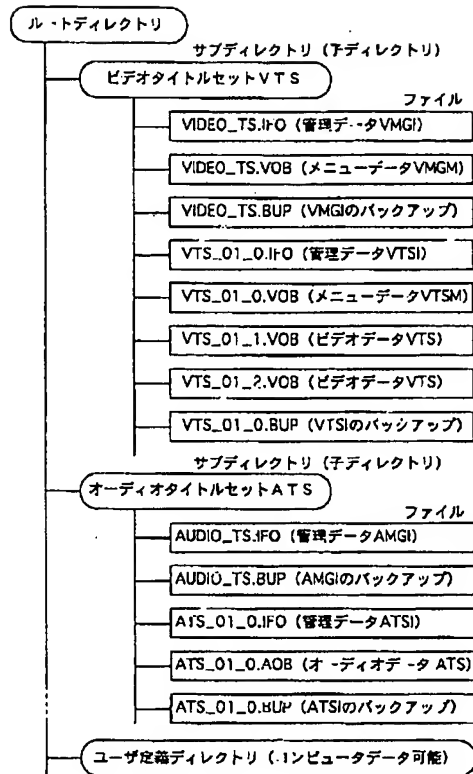 ルートディレクトリ
サブディレクトリ (子ディレクトリ)
ビデオタイトルセットVTS
ファイル
VIDEO_TS.IFO (管理データVMGI)
VIDEO_TS.VOB (メニューデータVMGM)
VIDEO_TS.BUP (VMGIのバックアップ)
VTS_01_0.IFO (管理データVTSI)
VTS_01_0.VOB (メニューデータVTSM)
VTS_01_1.VOB (ビデオデータVTS)
VTS_01_2.VOB (ビデオデータVTS)
VTS_01_0.BUP (VTSIのバックアップ)
サブディレクトリ (子ディレクトリ)
オーディオタイトルセットATS
ファイル
AUDIO_TS.IFO (管理データAMGI)
AUDIO_TS.BUP (AMGIのバックアップ)
ATS_01_0.IFO (管理データATSI)
ATS_01_0.AOB (オーディオデータ ATS)
ATS_01_0.BUP (ATSIのバックアップ)
ユーザ定義ディレクトリ (コンピュータデータ可能)